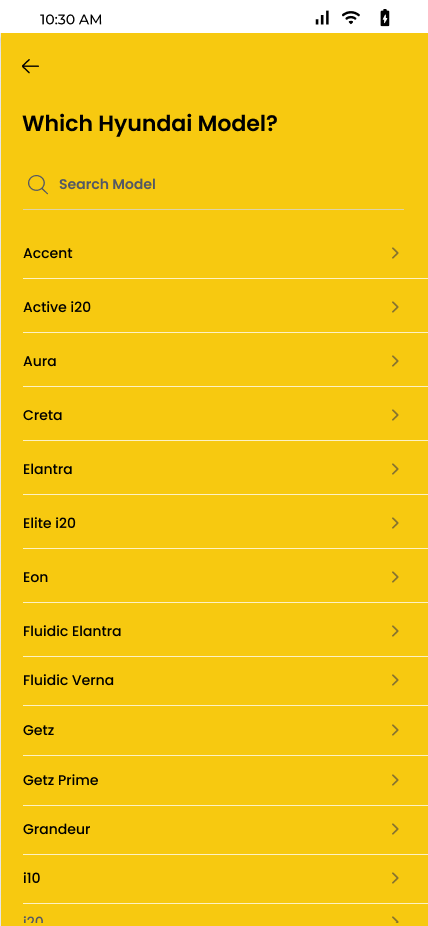 10:30 AM
Which Hyundai Model?
Search Model
Accent
Active i20
Aura
Creta
Elantra
Elite i20
Eon
Fluidic Elantra
Fluidic Verna
Getz
Getz Prime
Grandeur
i10
i20